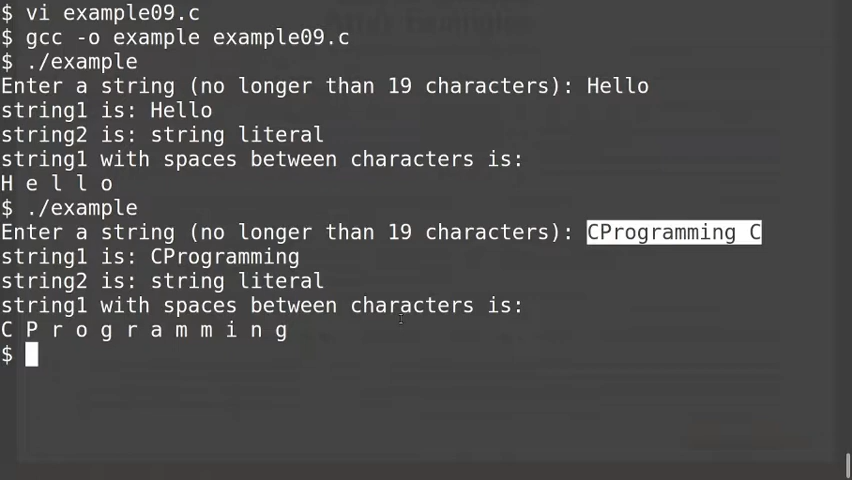 $ vi example09.c
$ gcc -o example example09.c
$ ./example
Enter a string (no longer than 19 characters): Hello
string1 is: Hello
string2 is: string literal
string1 with spaces between characters is:
H e l l o
$ ./example
Enter a string (no longer than 19 characters): CProgramming C
string1 is: CProgramming
string2 is: string literal
string1 with spaces between characters is:
C P r o g r a m m i n g
$